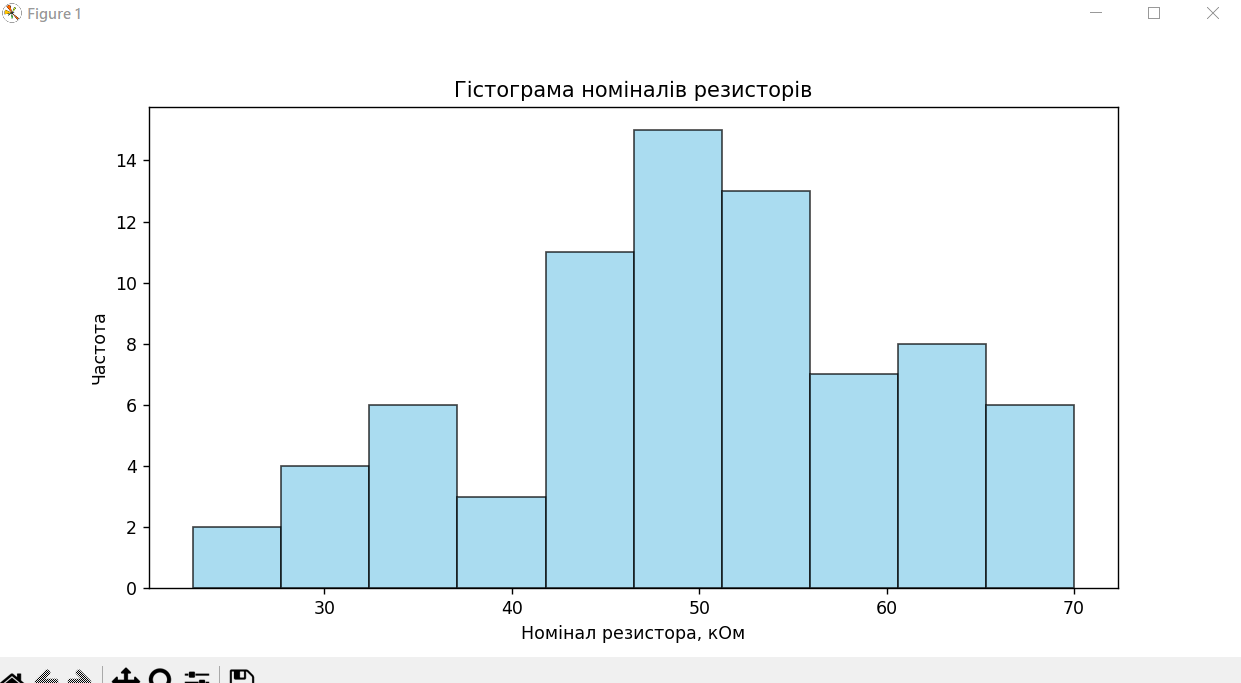 Figure 1
Гістограма номіналів резисторів
14
12
10
8
6
4
2
0
Частота
30 40 50 60 70
Номінал резистора, кОм